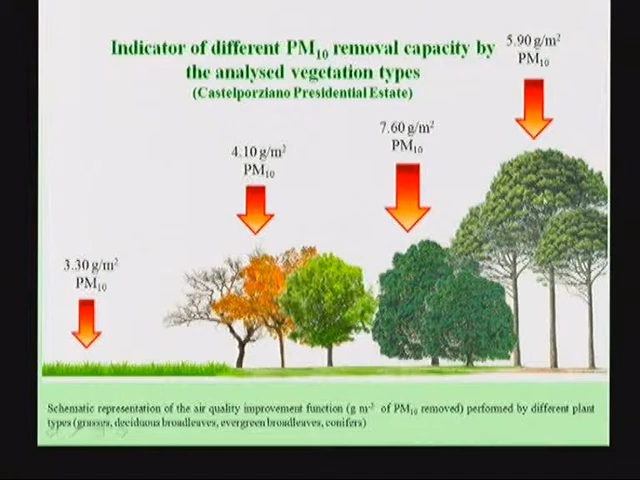 Indicator of different PM₁₀ removal capacity by
the analysed vegetation types
(Castelporziano Presidential Estate)
5.90 g/m²
PM₁₀
7.60 g/m²
PM₁₀
4.10 g/m²
PM₁₀
3.30 g/m²
PM₁₀
Schematic representation of the air quality improvement function (g m⁻² of PM₁₀ removed) performed by different plant
types (grasses, deciduous broadleaves, evergreen broadleaves, conifers)